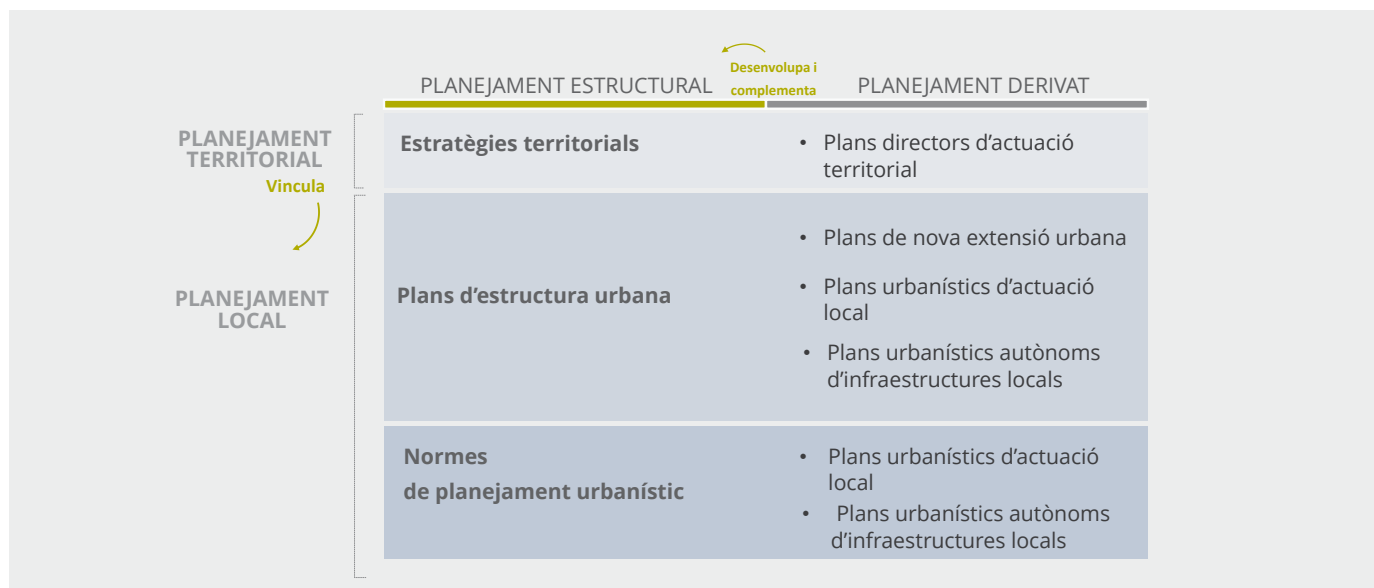 Desenvolupa i
complementa
PLANEJAMENT ESTRUCTURAL
PLANEJAMENT DERIVAT
PLANEJAMENT
TERRITORIAL
Vincula
Estratègies territorials
• Plans directors d’actuació
territorial
PLANEJAMENT
LOCAL
Plans d’estructura urbana
• Plans de nova extensió urbana
• Plans urbanístics d’actuació
local
• Plans urbanístics autònoms
d’infraestructures locals
Normes
de planejament urbanístic
• Plans urbanístics d’actuació
local
• Plans urbanístics autònoms
d’infraestructures locals